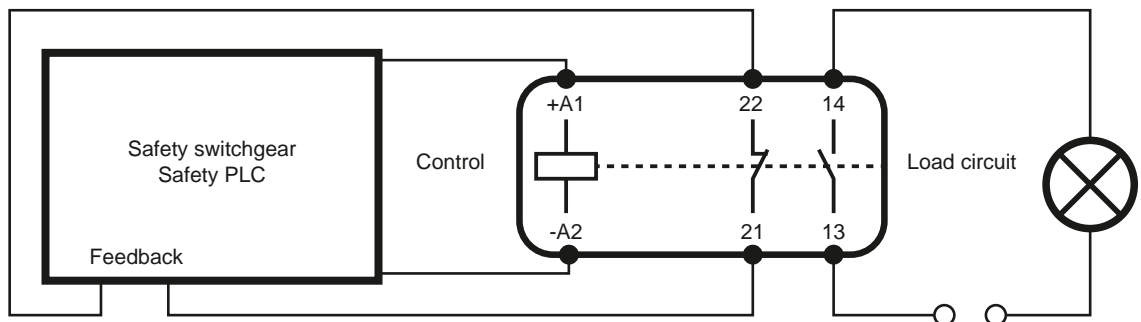 +A1
22
14
Safety switchgear
Safety PLC
Control
Load circuit
-A2
21
13
Feedback